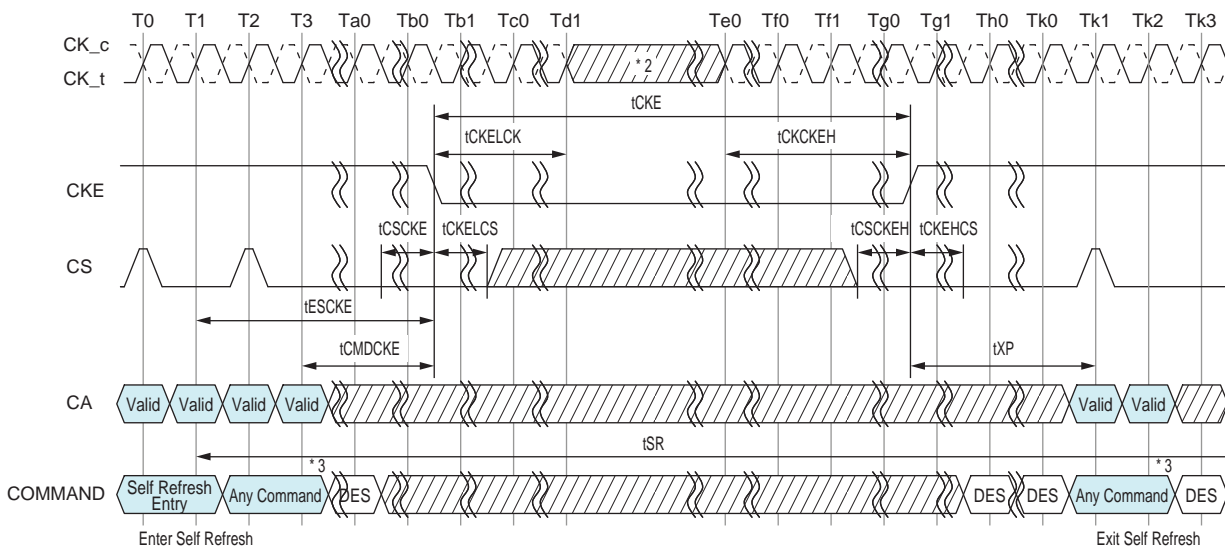 T0 T1 T2 T3 Ta0 Tb0 Tb1 Tc0 Td1 Te0 Tf0 Tf1 Tg0 Tg1 Th0 Tk0 Tk1 Tk2 Tk3
CK_c
CK_t
* 2
tCKE
tCKELCK tCKCKEH
CKE
tCSCKE tCKELCS tCSCKEH tCKEHCS
CS
tESCKE
tCMDCKE tXP
CA Valid Valid Valid Valid Valid Valid
tSR
* 3 * 3
COMMAND Self Refresh Entry Any Command DES DES DES Any Command DES
Enter Self Refresh Exit Self Refresh